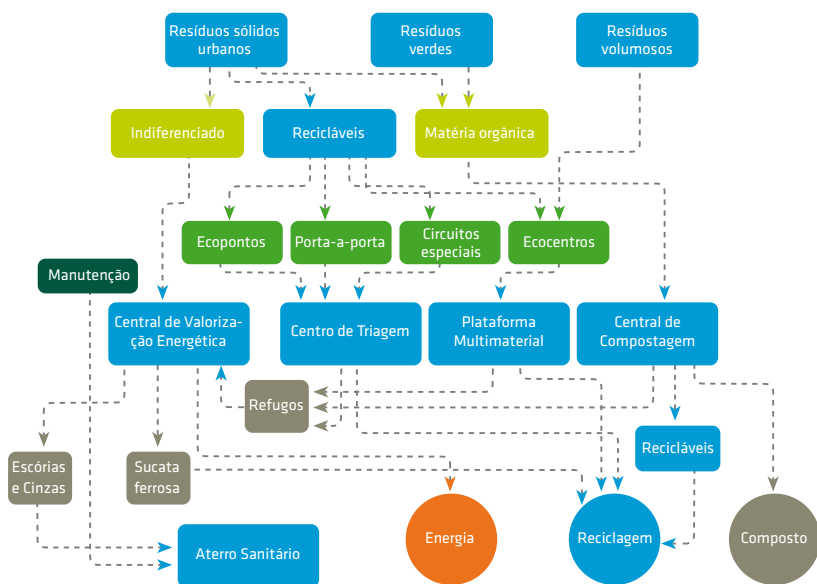 Resíduos sólidos
urbanos
Resíduos
verdes
Resíduos
volumosos
Indiferenciado
Recicláveis
Matéria orgânica
Ecopontos
Porta-a-porta
Circuitos
especiais
Ecocentros
Manutenção
Central de Valoriza-
ção Energética
Centro de Triagem
Plataforma
Multimaterial
Central de
Compostagem
Refugos
Recicláveis
Escórias
e Cinzas
Sucata
ferrosa
Aterro Sanitário
Energia
Reciclagem
Composto